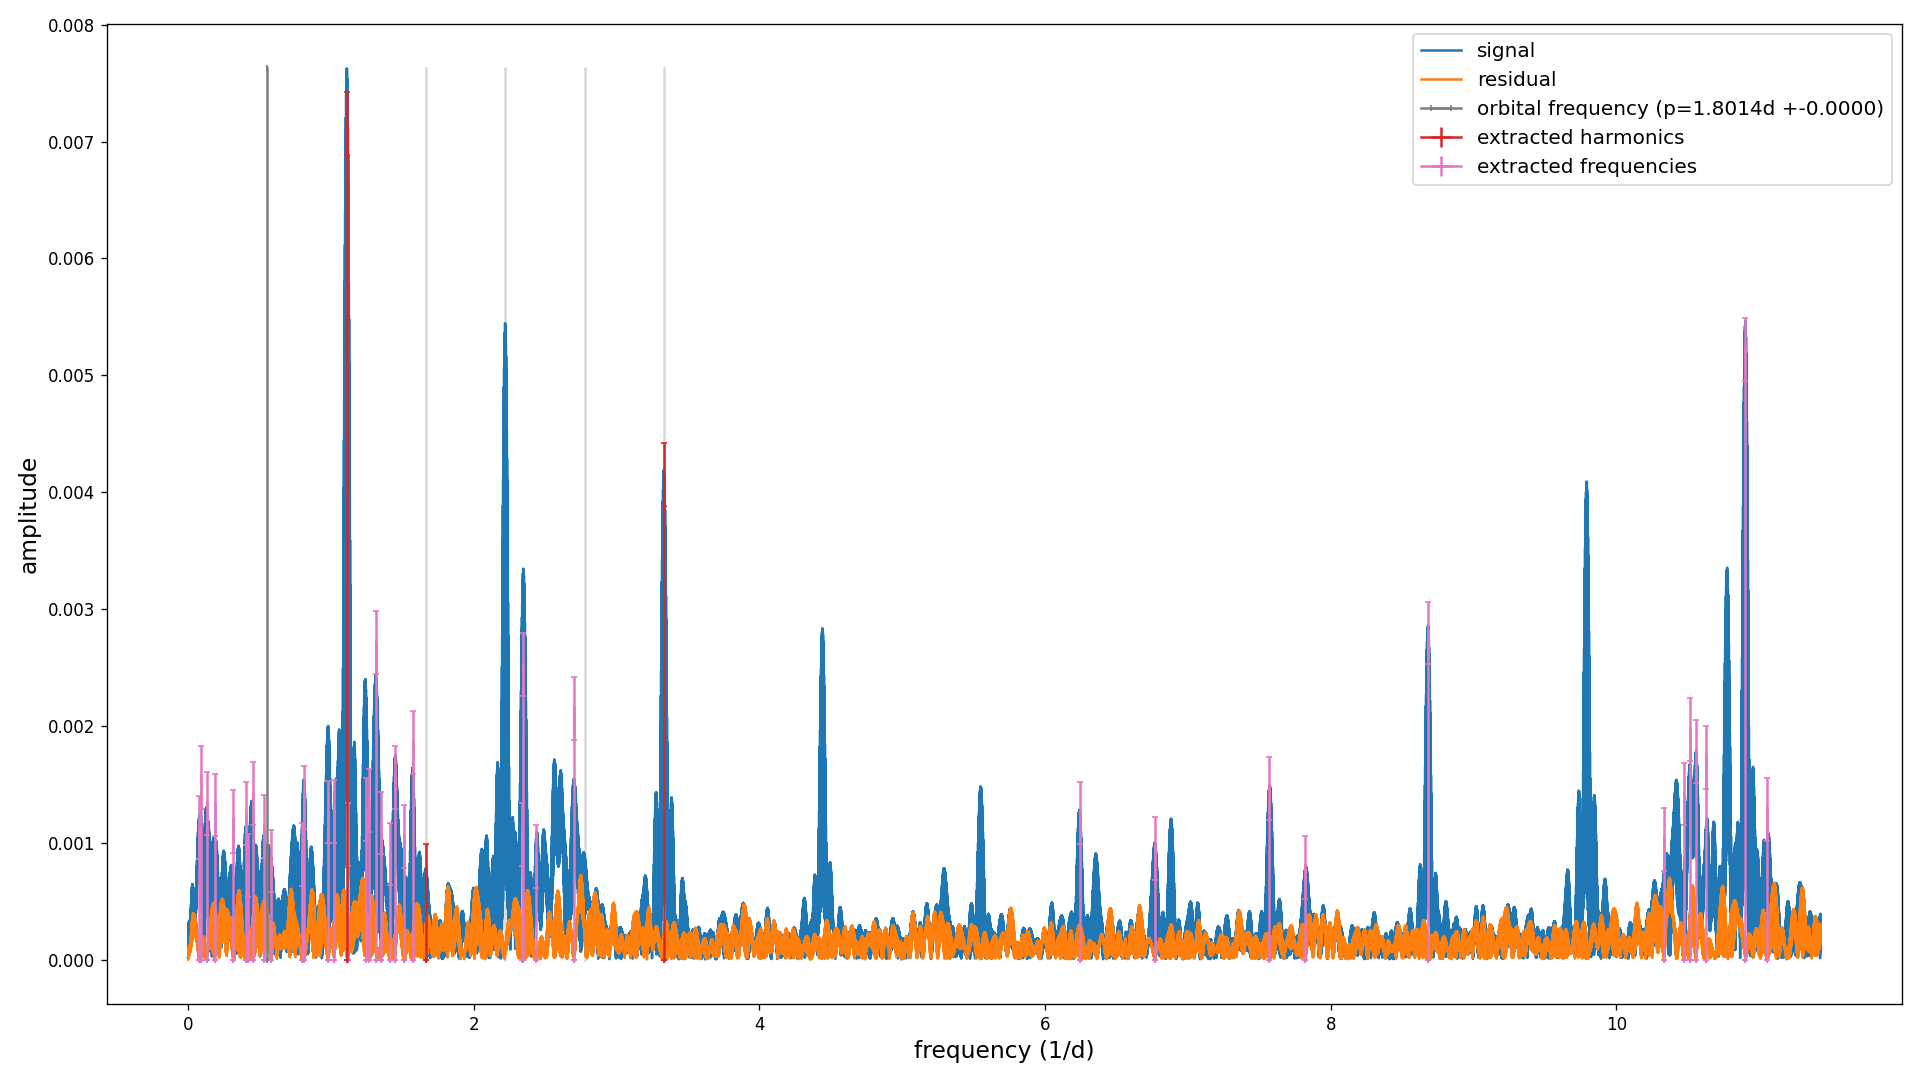 0.008
0.007
0.006
0.005
0.004
0.003
0.002
0.001
0.000
amplitude
0
2
4
6
8
10
frequency (1/d)
signal
residual
orbital frequency (p=1.8014d +-0.0000)
extracted harmonics
extracted frequencies